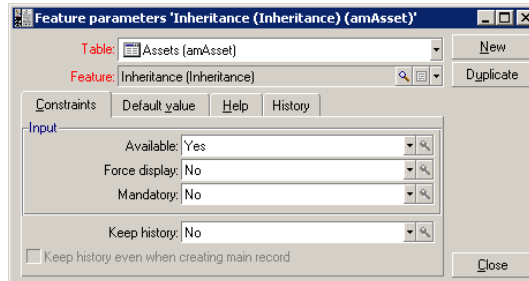 Feature parameters 'Inheritance (Inheritance) (amAsset)'
Table: Assets (amAsset)
New
Feature: Inheritance (Inheritance)
Duplicate
Constraints Default value Help History
Input
Available: Yes
Force display: No
Mandatory: No
Keep history: No
Keep history even when creating main record
Close